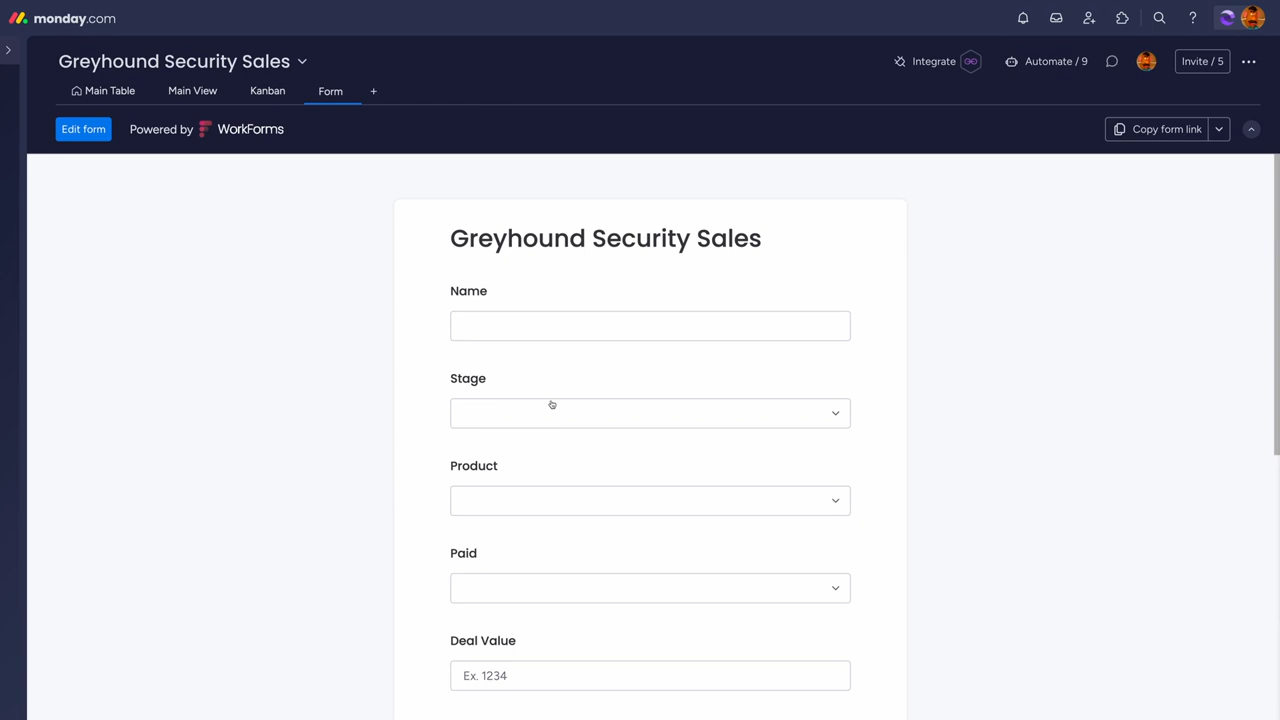 monday.com
Greyhound Security Sales
Integrate
Automate / 9
Invite / 5
Main Table
Main View
Kanban
Form
+
Edit form
Powered by WorkForms
Copy form link
Greyhound Security Sales
Name
Stage
Product
Paid
Deal Value
Ex. 1234